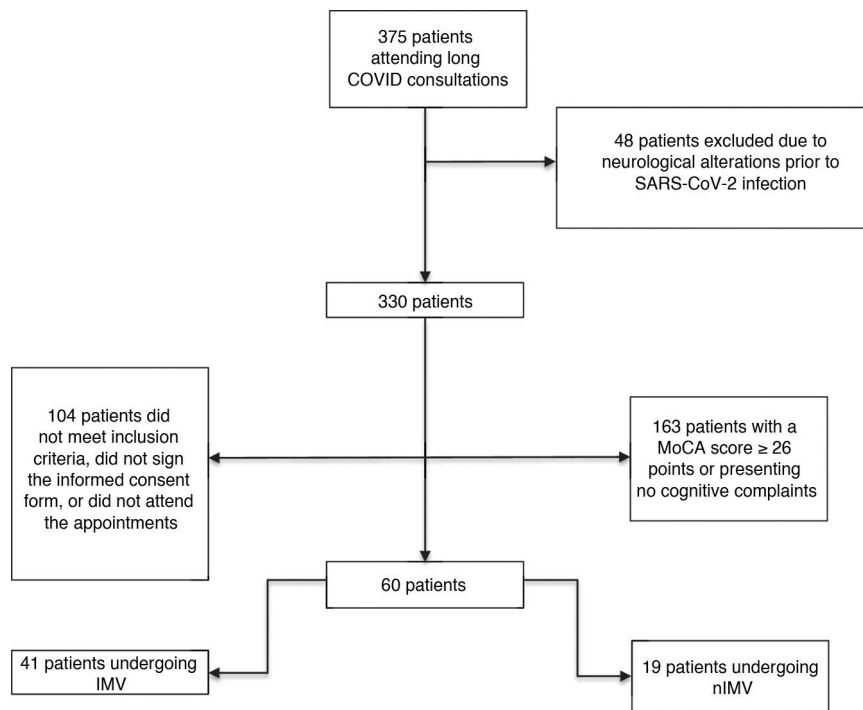 375 patients
attending long
COVID consultations
48 patients excluded due to
neurological alterations prior to
SARS-CoV-2 infection
330 patients
104 patients did
not meet inclusion
criteria, did not sign
the informed consent
form, or did not attend
the appointments
163 patients with a
MoCA score ≥ 26
points or presenting
no cognitive complaints
60 patients
41 patients undergoing
IMV
19 patients undergoing
nIMV